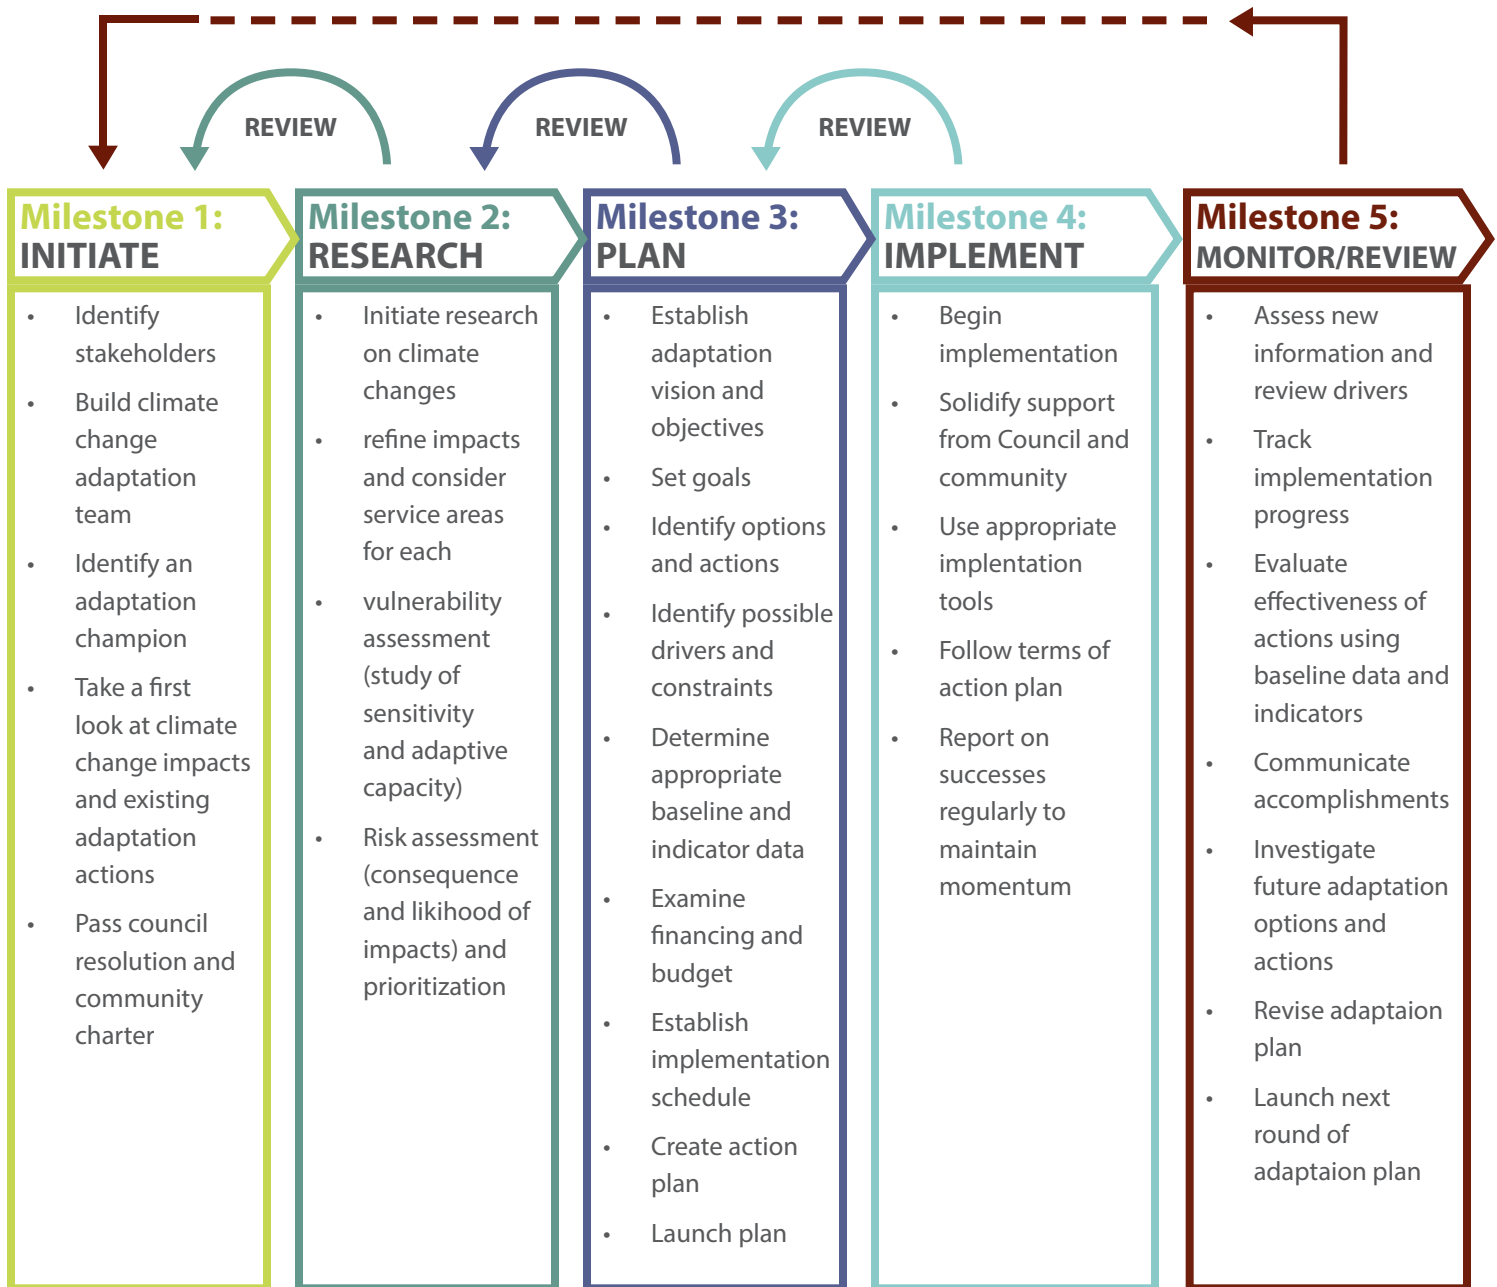 REVIEW
REVIEW
REVIEW
Milestone 1:
INITIATE
• Identify
stakeholders
• Build climate
change
adaptation
team
• Identify an
adaptation
champion
• Take a first
look at climate
change impacts
and existing
adaptation
actions
• Pass council
resolution and
community
charter
Milestone 2:
RESEARCH
• Initiate research
on climate
changes
• refine impacts
and consider
service areas
for each
• vulnerability
assessment
(study of
sensitivity
and adaptive
capacity)
• Risk assessment
(consequence
and likihood of
impacts) and
prioritization
Milestone 3:
PLAN
• Establish
adaptation
vision and
objectives
• Set goals
• Identify options
and actions
• Identify possible
drivers and
constraints
• Determine
appropriate
baseline and
indicator data
• Examine
financing and
budget
• Establish
implementation
schedule
• Create action
plan
• Launch plan
Milestone 4:
IMPLEMENT
• Begin
implementation
• Solidify support
from Council and
community
• Use appropriate
implentation
tools
• Follow terms of
action plan
• Report on
successes
regularly to
maintain
momentum
Milestone 5:
MONITOR/REVIEW
• Assess new
information and
review drivers
• Track
implementation
progress
• Evaluate
effectiveness of
actions using
baseline data and
indicators
• Communicate
accomplishments
• Investigate
future adaptation
options and
actions
• Revise adaptaion
plan
• Launch next
round of
adaptaion plan